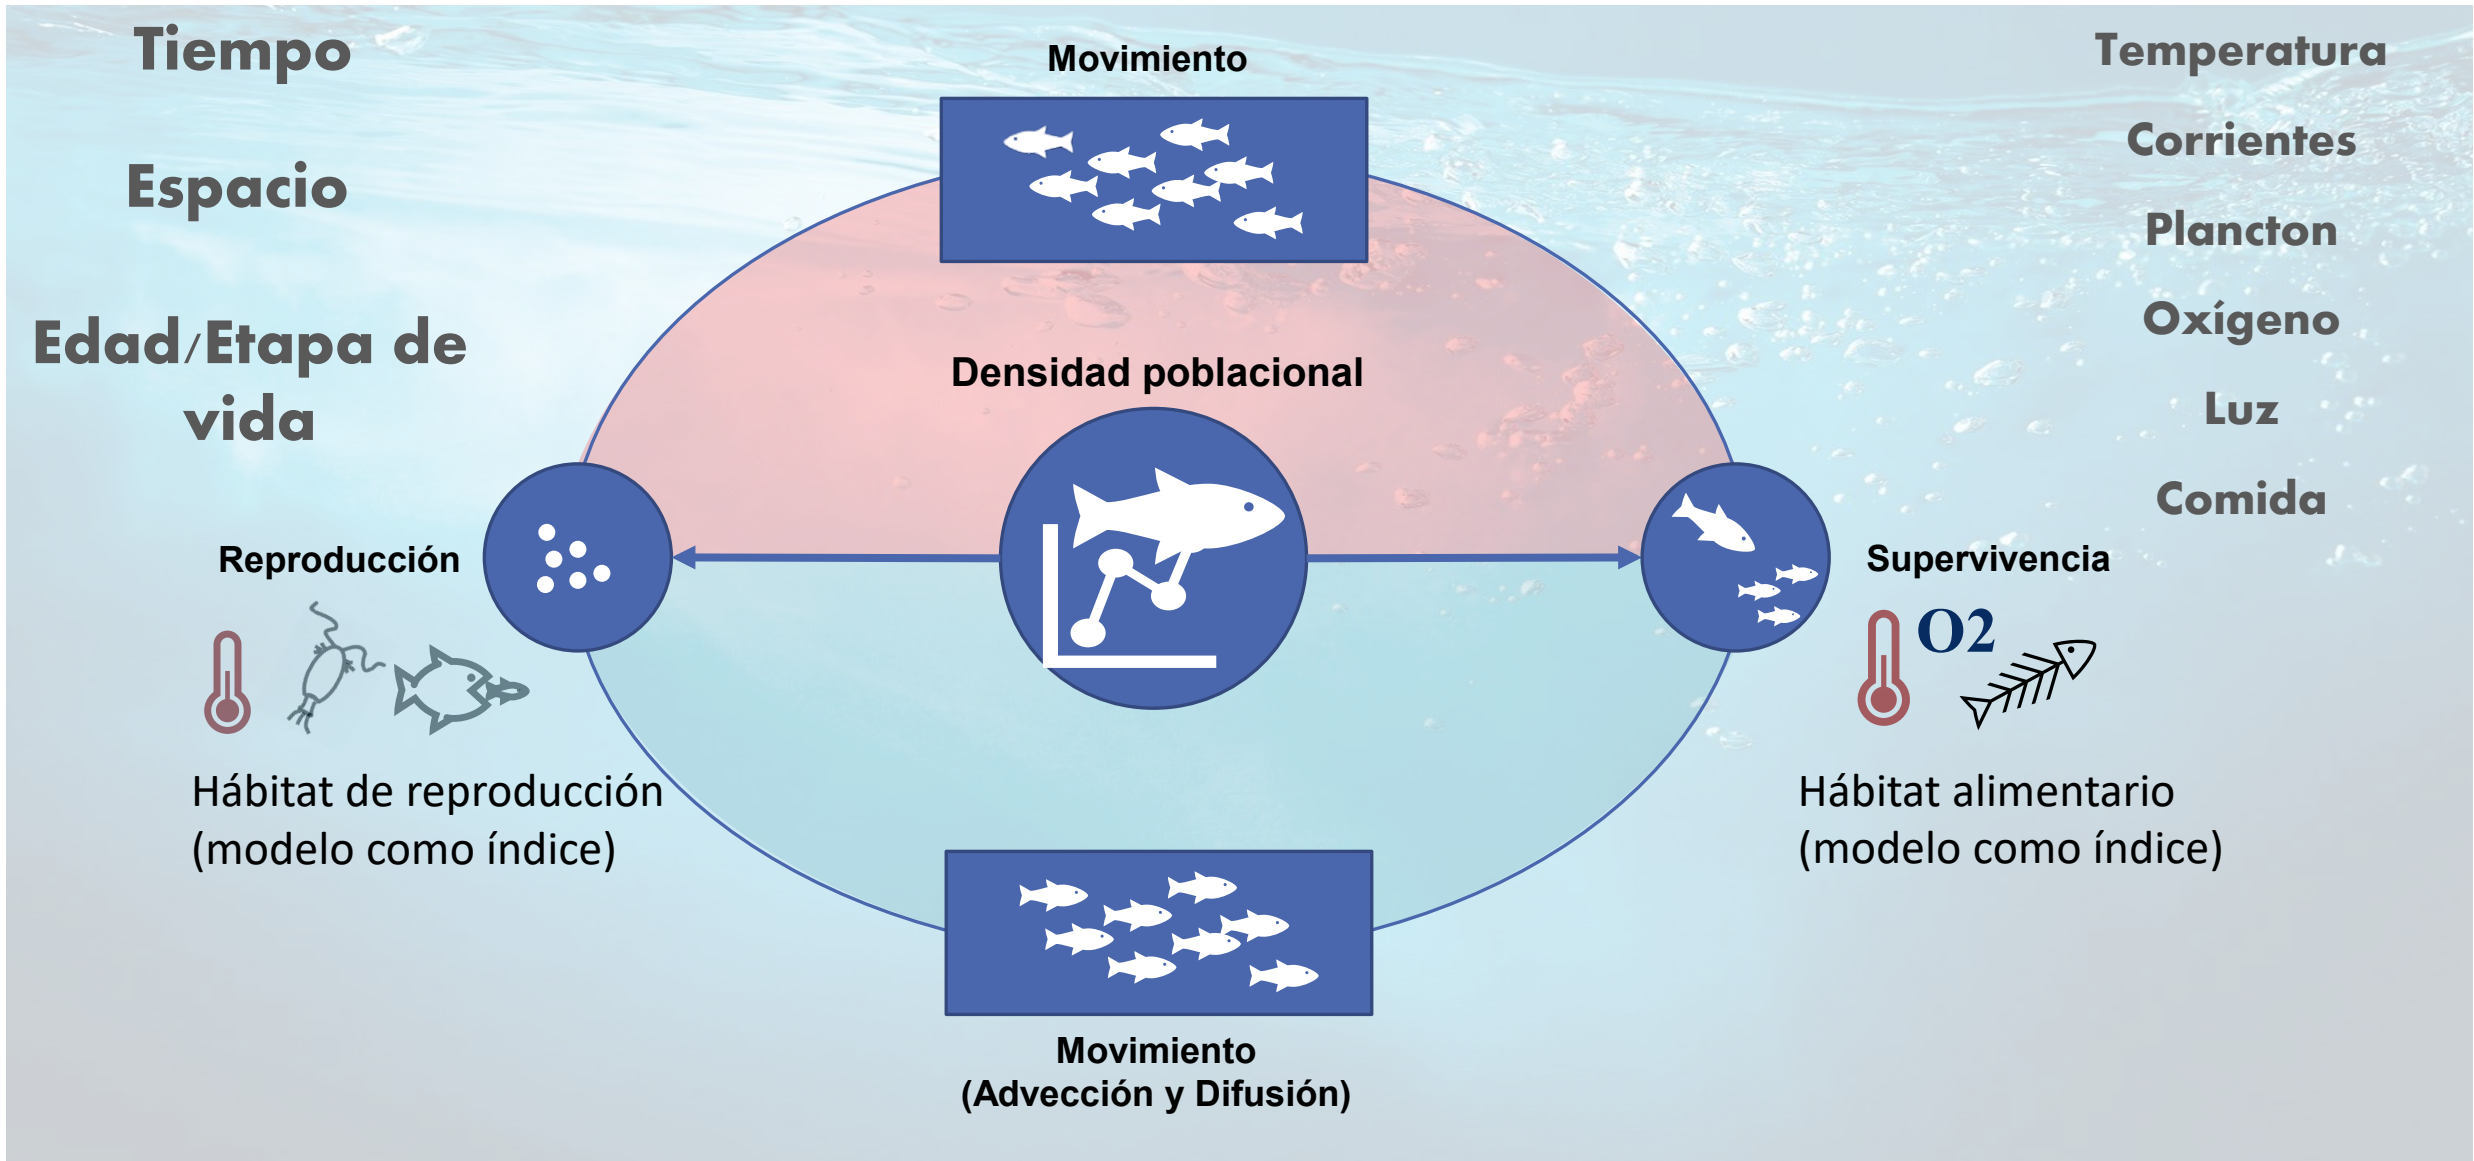 Tiempo
Espacio
Edad/Etapa de
vida
Movimiento
Temperatura
Corrientes
Plancton
Oxígeno
Luz
Comida
Densidad poblacional
Reproducción
Supervivencia
O2
Hábitat de reproducción
(modelo como índice)
Hábitat alimentario
(modelo como índice)
Movimiento
(Advección y Difusión)